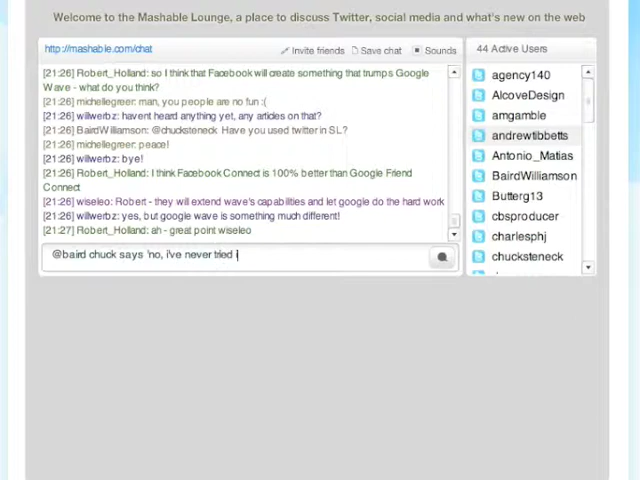 Welcome to the Mashable Lounge, a place to discuss Twitter, social media and what's new on the web
http://mashable.com/chat
Invite friends
Save chat
Sounds
[21:26] Robert_Holland: so I think that Facebook will create something that trumps Google
Wave - what do you think?
[21:26] michellegreer: man, you people are no fun :(
[21:26] willwerbz: havent heard anything yet, any articles on that?
[21:26] BairdWilliamson: @chucksteneck Have you used twitter in SL?
[21:26] michellegreer: peace!
[21:26] willwerbz: bye!
[21:26] Robert_Holland: I think Facebook Connect is 100% better than Google Friend
Connect
[21:26] wiseleo: Robert - they will extend wave's capabilities and let google do the hard work
[21:26] willwerbz: yes, but google wave is something much different!
[21:27] Robert_Holland: ah - great point wiseleo
@baird chuck says 'no, i've never tried i
44 Active Users
agency140
AlcoveDesign
amgamble
andrewtibbetts
Antonio_Matias
BairdWilliamson
Butterg13
cbsproducer
charlesphj
chucksteneck